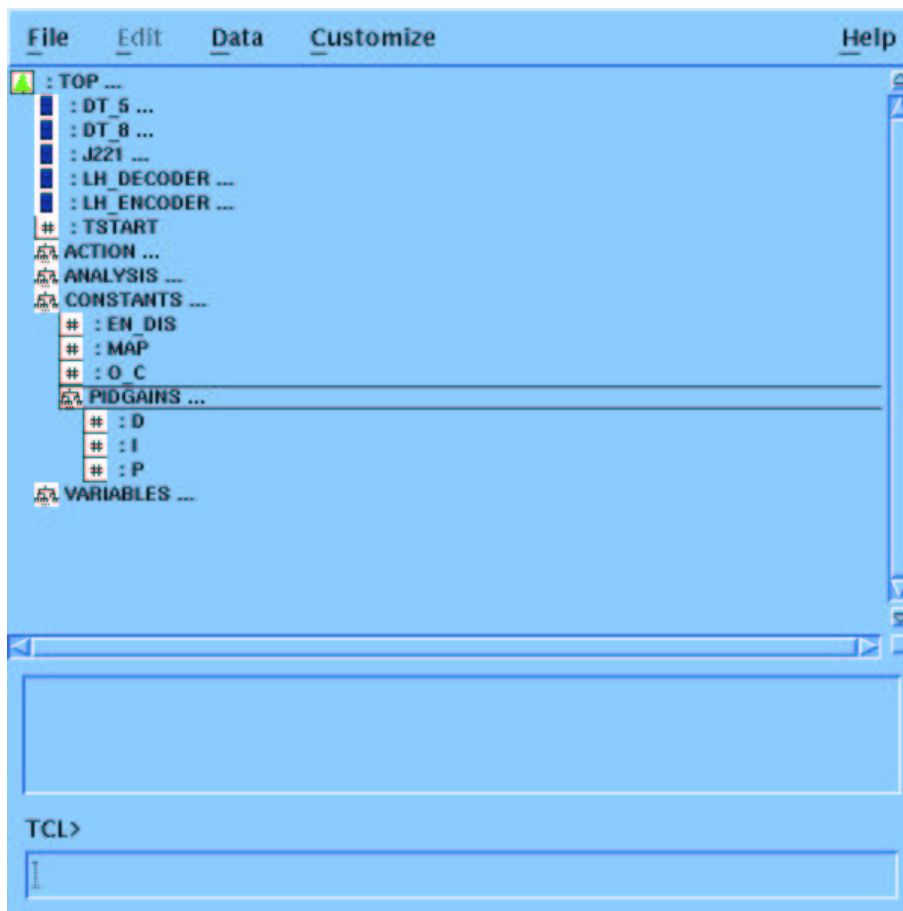 File Edit Data Customize Help
: TOP ...
: DT_5 ...
: DT_8 ...
: J221 ...
: LH_DECODER ...
: LH_ENCODER ...
# : TSTART
ACTION ...
ANALYSIS ...
CONSTANTS ...
# : EN_DIS
# : MAP
# : O_C
PIDGAINS ...
# : D
# : I
# : P
VARIABLES ...
TCL>